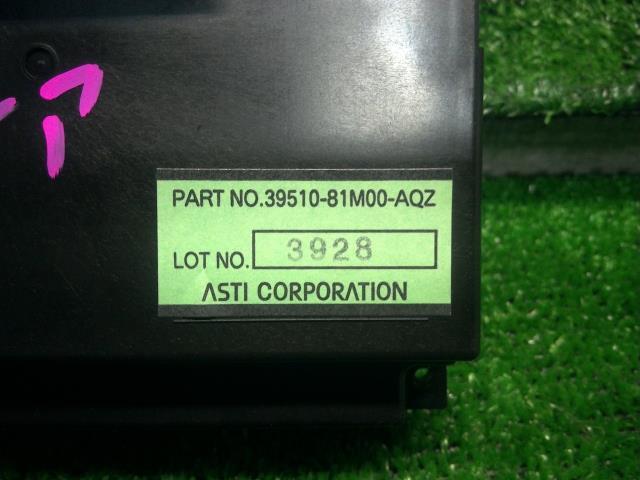 PART NO.39510-81M00-AQZ
LOT NO. 3928
ASTI CORPORATION